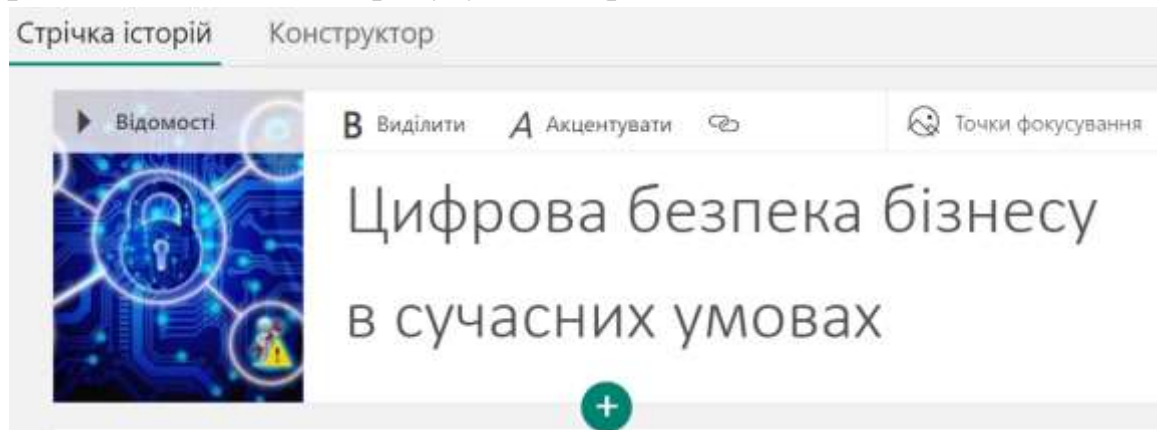 Стрічка історій Конструктор
Відомості
B Виділити A Акцентувати Точки фокусування
Цифрова безпека бізнесу
в сучасних умовах